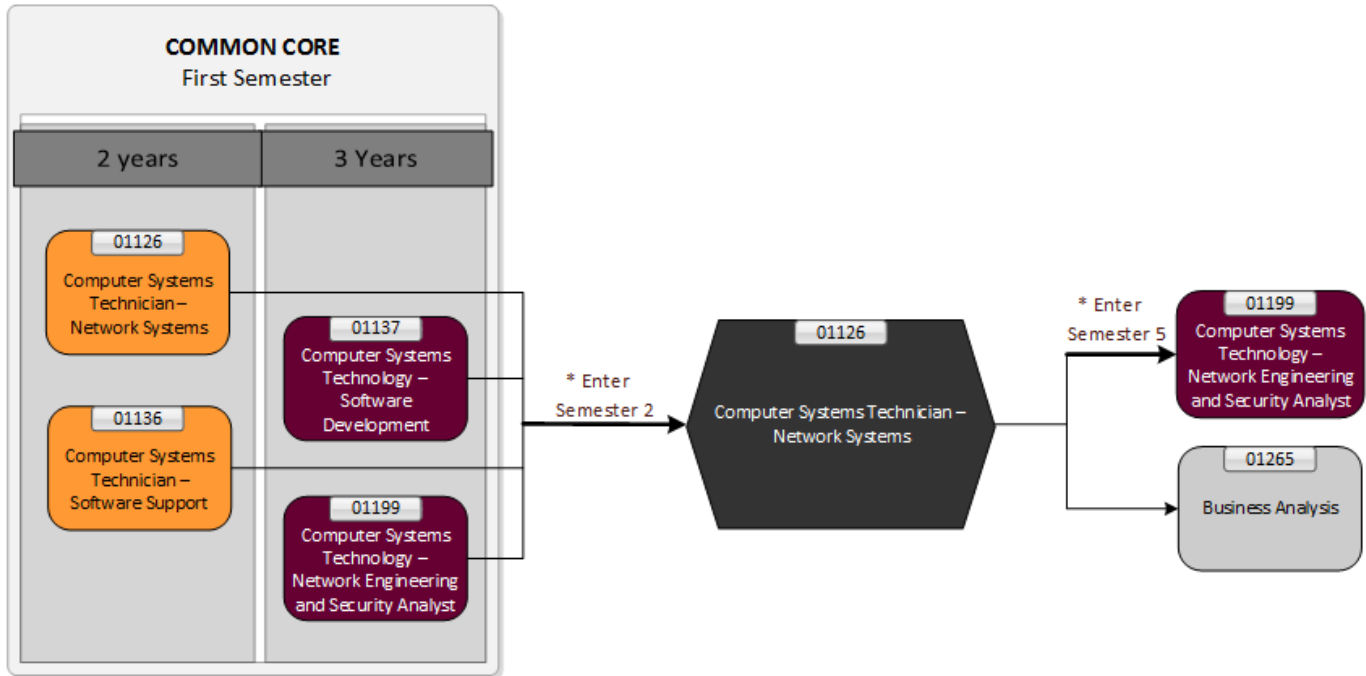 COMMON CORE
First Semester
2 years
3 Years
01126
Computer Systems
Technician –
Network Systems
01136
Computer Systems
Technician –
Software Support
01137
Computer Systems
Technology –
Software
Development
01199
Computer Systems
Technology –
Network Engineering
and Security Analyst
* Enter
Semester 2
01126
Computer Systems Technician –
Network Systems
* Enter
Semester 5
01199
Computer Systems
Technology –
Network Engineering
and Security Analyst
01265
Business Analysis